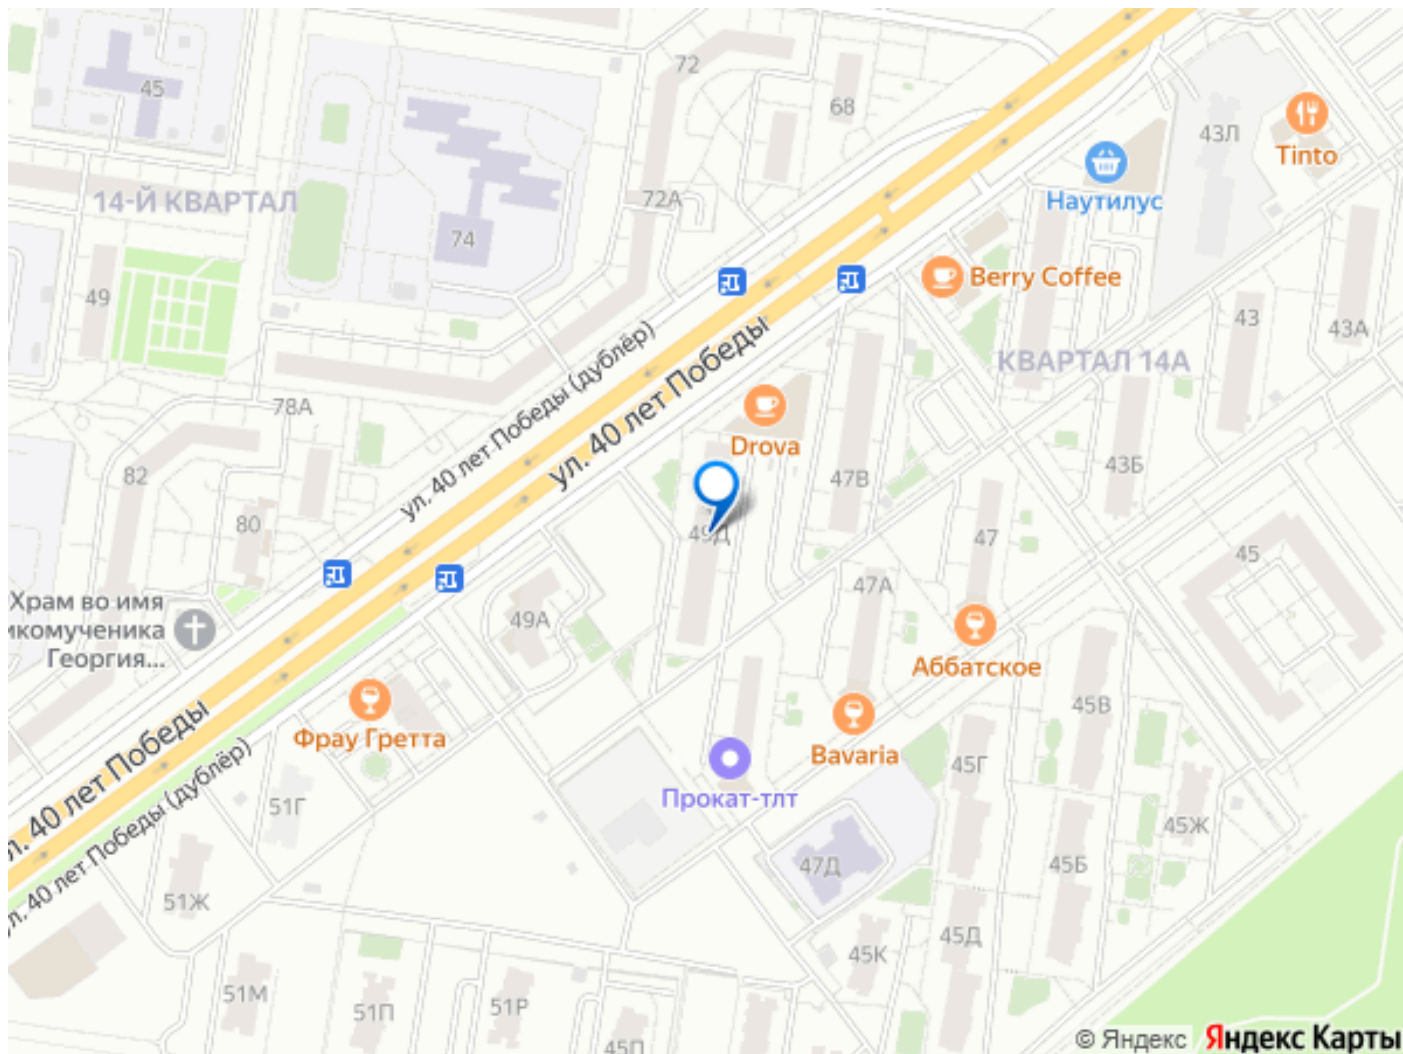 72
68
45
43Л
Tinto
Наутилус
72А
14-Й КВАРТАЛ
74
Berry Coffee
49
43
43А
ул. 40 лет Победы (дублёр)
ул. 40 лет Победы
КВАРТАЛ 14А
78А
Drova
82
47В
43Б
80
49Д
47
45
47А
Храм во имя
икомученика
Георгия...
49А
Аббатское
45В
Фрау Гретта
Bavaria
45Г
л. 40 лет Победы
Прокат-тлт
51Г
45Ж
л. 40 лет Победы (дублёр)
47Д
45Б
51Ж
45Д
45К
51М
51П
51Р
45П
© Яндекс Яндекс Карты